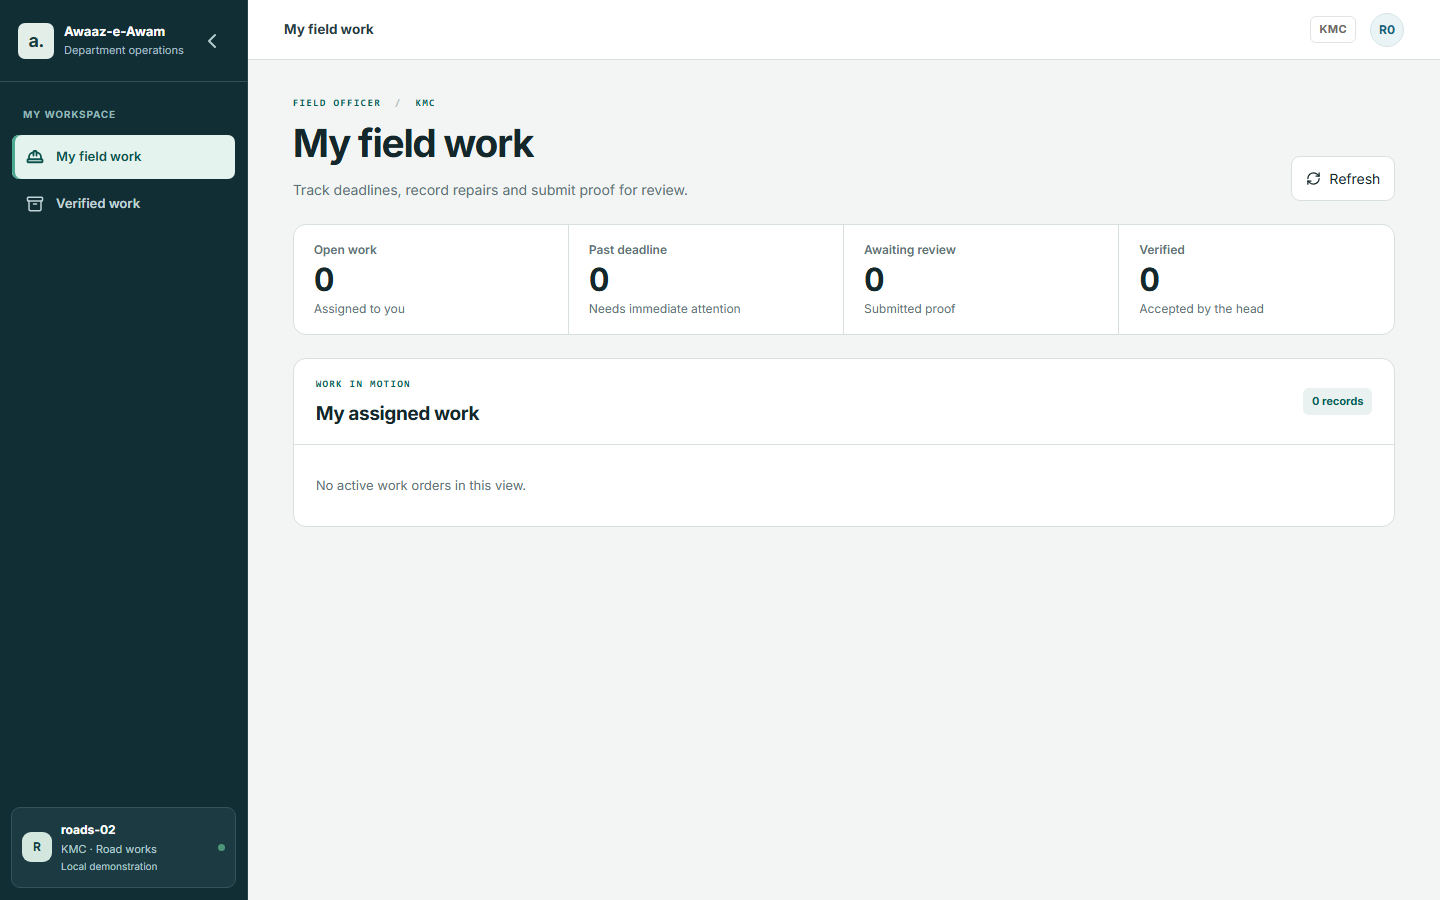 a.
Awaaz-e-Awam
Department operations
MY WORKSPACE
My field work
Verified work
R
roads-02
KMC · Road works
Local demonstration
My field work
KMC
R0
FIELD OFFICER / KMC
My field work
Track deadlines, record repairs and submit proof for review.
Refresh
Open work
0
Assigned to you
Past deadline
0
Needs immediate attention
Awaiting review
0
Submitted proof
Verified
0
Accepted by the head
WORK IN MOTION
My assigned work
0 records
No active work orders in this view.